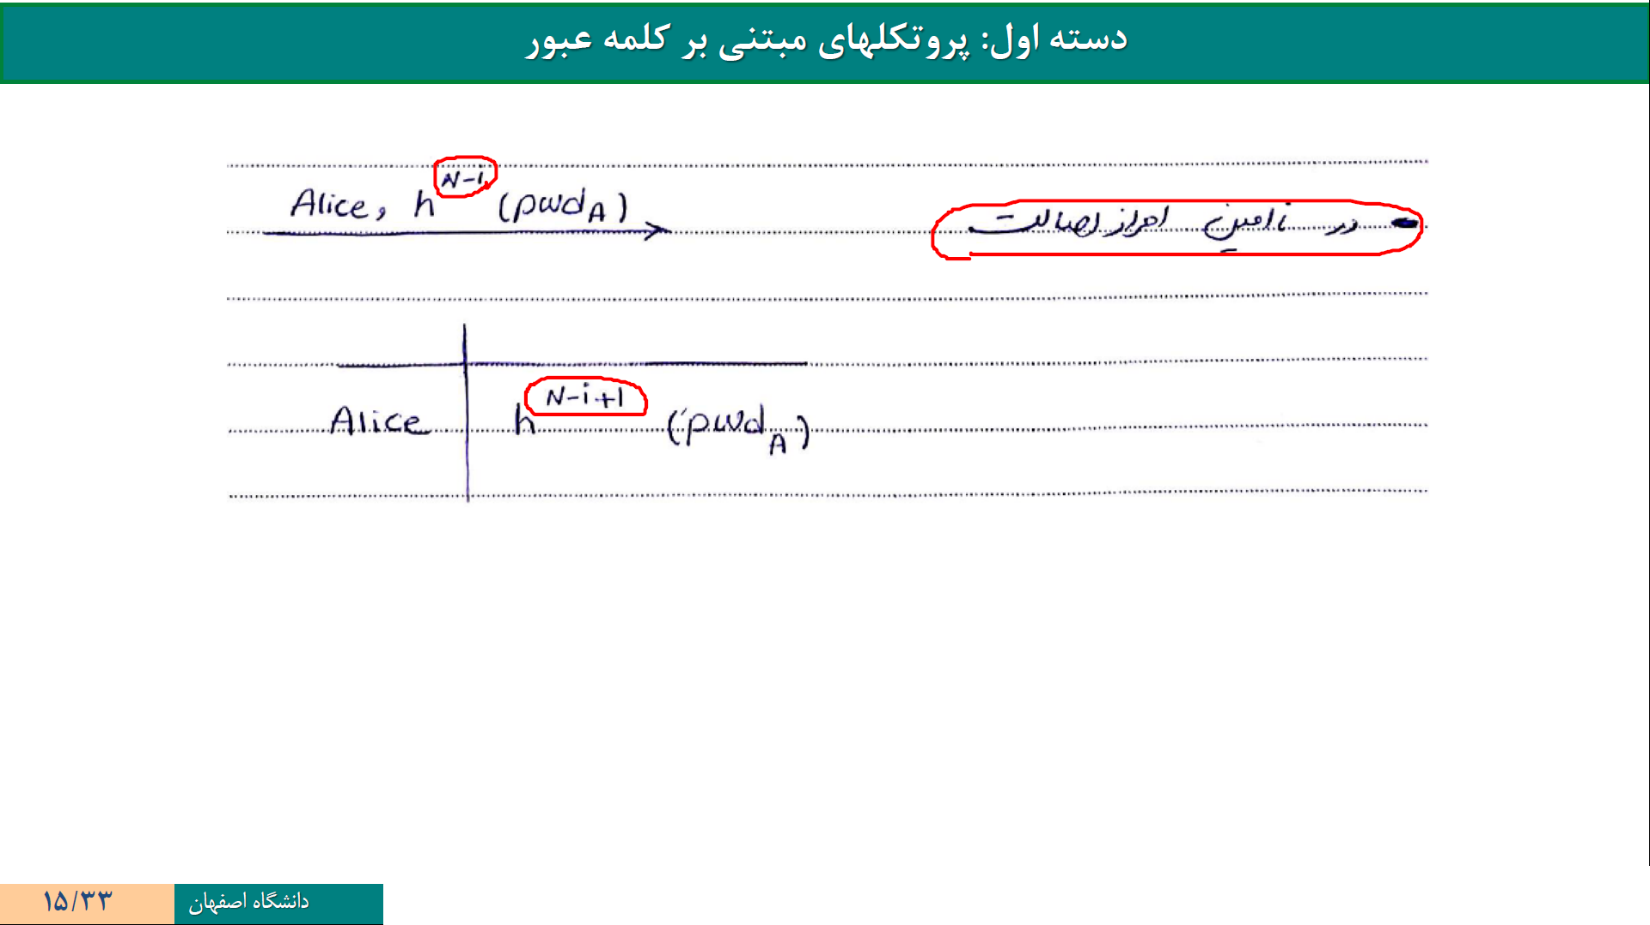 دسته اول: پروتکلهای مبتنی بر کلمه عبور
در تامین احراز اصالت
Alice, h^{N-i} (pwd_A)
Alice | h^{N-i+1} (pwd_A)
۱۵/۳۳
دانشگاه اصفهان